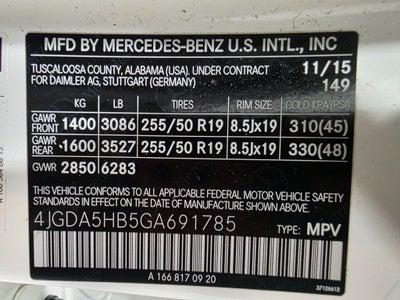 MFD BY MERCEDES-BENZ U.S. INTL., INC
TUSCALOOSA COUNTY, ALABAMA (USA). UNDER CONTRACT 11/15
FOR DAIMLER AG, STUTTGART (GERMANY) 149
KG LB TIRES RIM SIZE COLD KPA (PSI)
GAWR FRONT 1400 3086 255/50 R19 8.5Jx19 310(45)
GAWR REAR 1600 3527 255/50 R19 8.5Jx19 330(48)
GVWR 2850 6283
THIS VEHICLE CONFORMS TO ALL APPLICABLE FEDERAL MOTOR VEHICLE SAFETY
STANDARDS IN EFFECT ON THE DATE OF MANUFACTURE SHOWN ABOVE.
4JGDA5HB5GA691785 TYPE: MPV
A 166 817 09 20
37126612